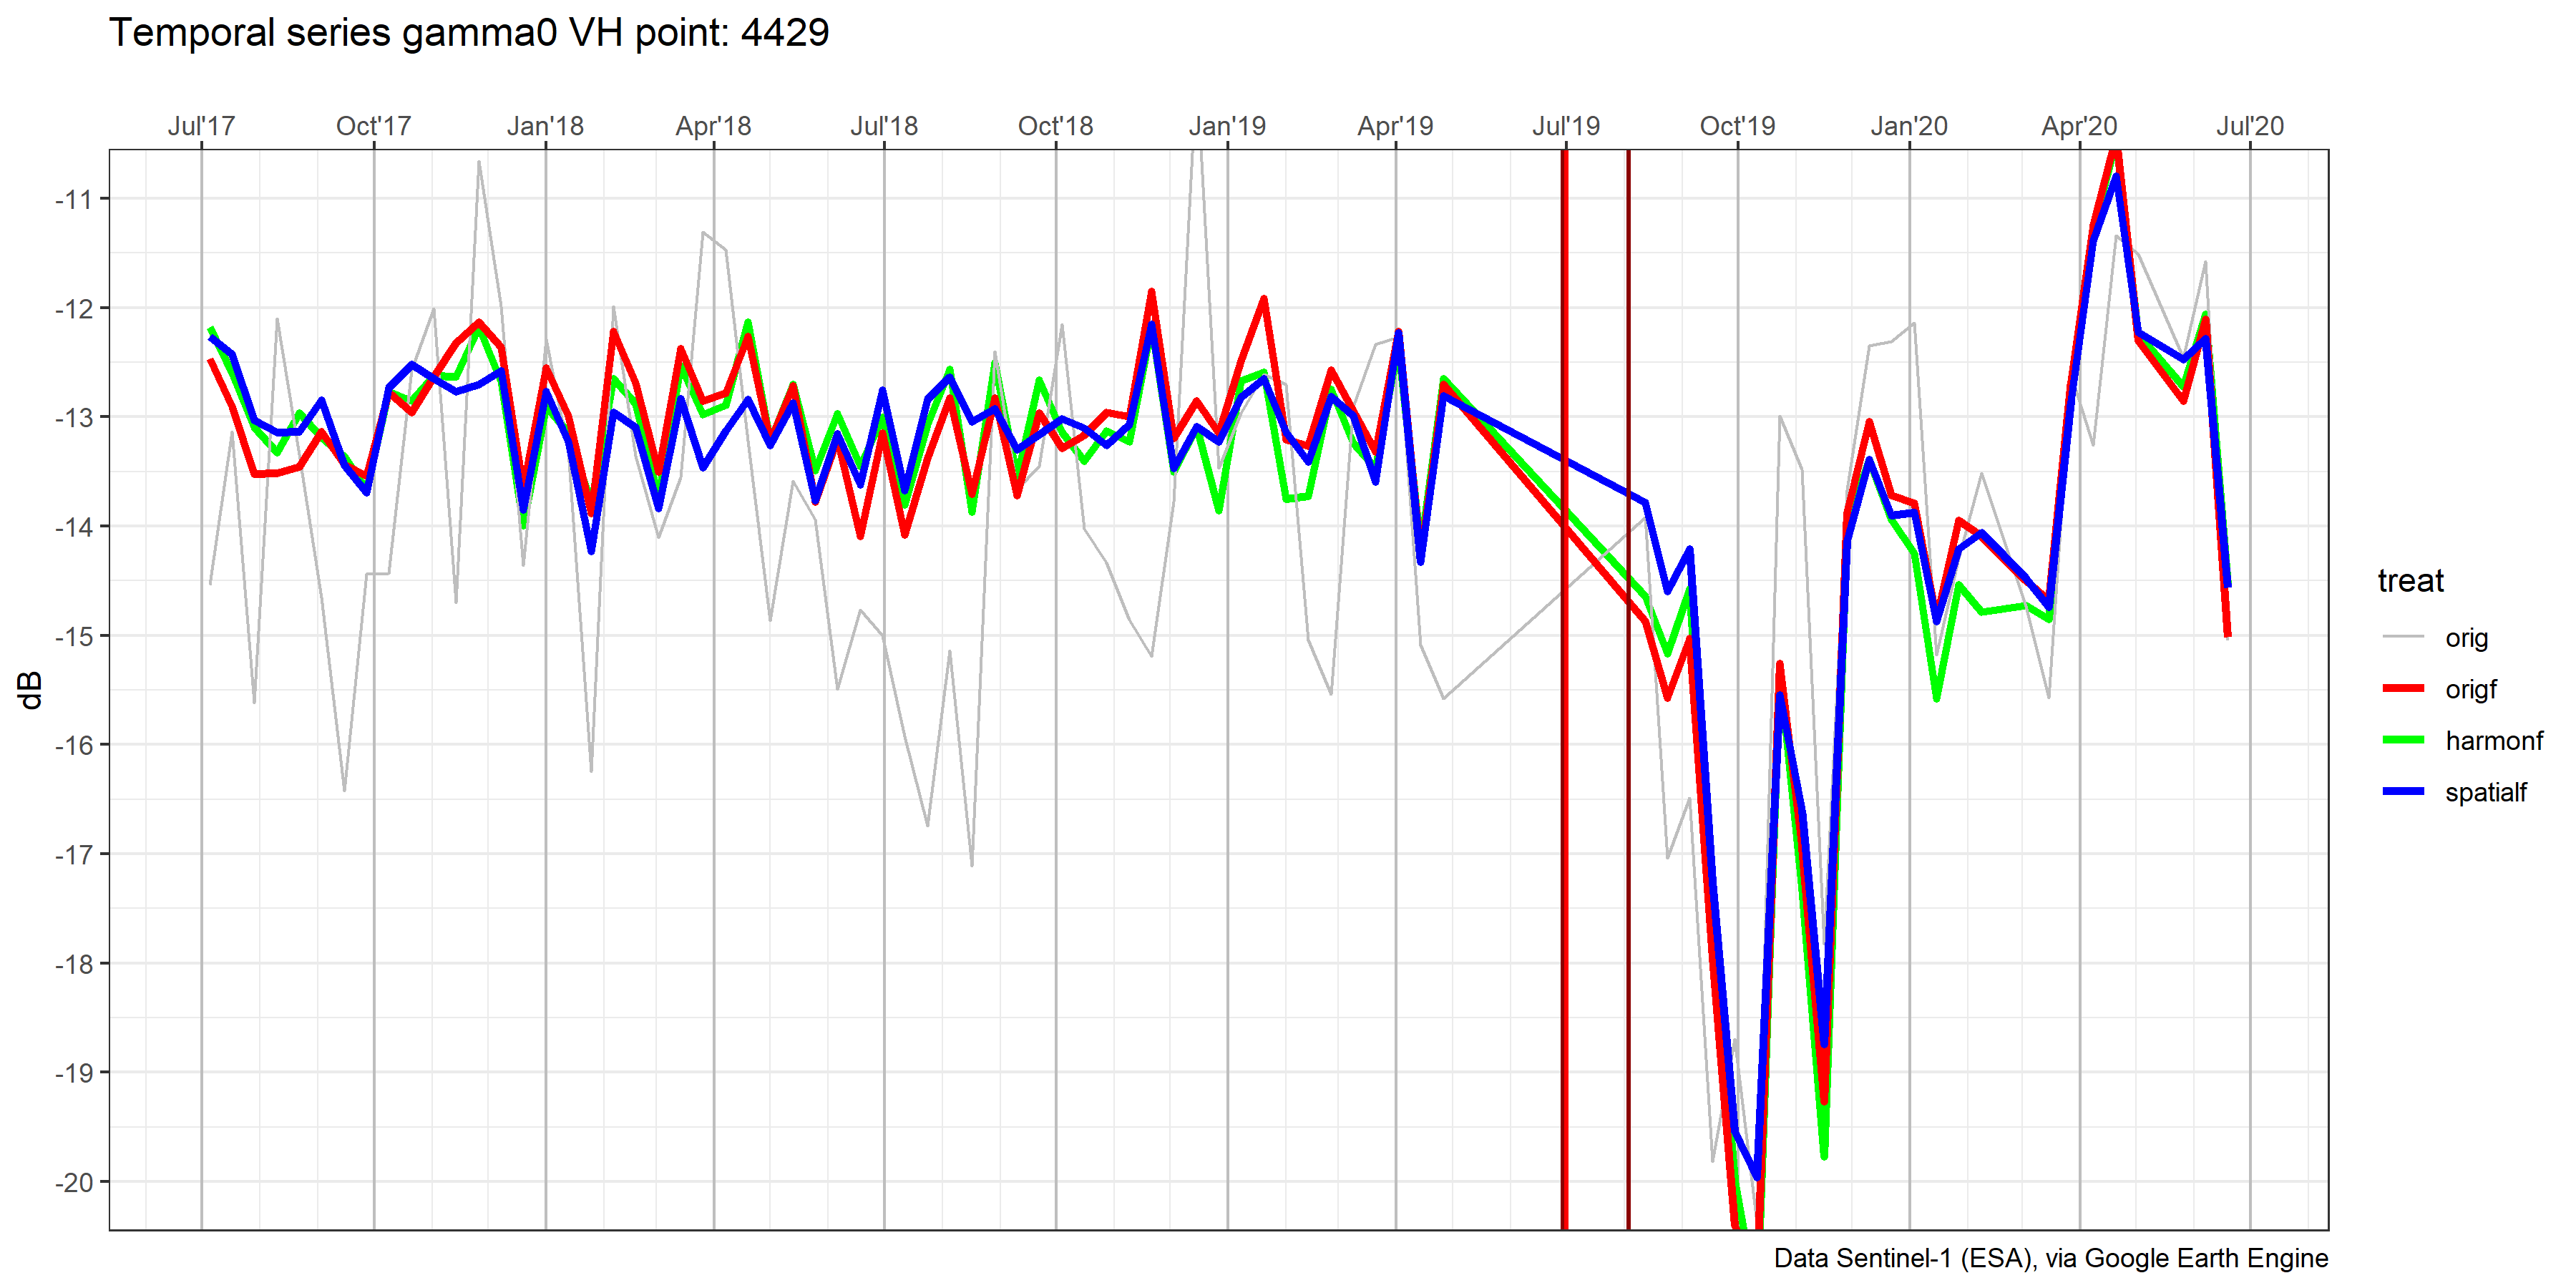 Temporal series gamma0 VH point: 4429
Jul'17 Oct'17 Jan'18 Apr'18 Jul'18 Oct'18 Jan'19 Apr'19 Jul'19 Oct'19 Jan'20 Apr'20 Jul'20
-11
-12
-13
-14
-15
-16
-17
-18
-19
-20
dB
treat
orig
origf
harmonf
spatialf
Data Sentinel-1 (ESA), via Google Earth Engine